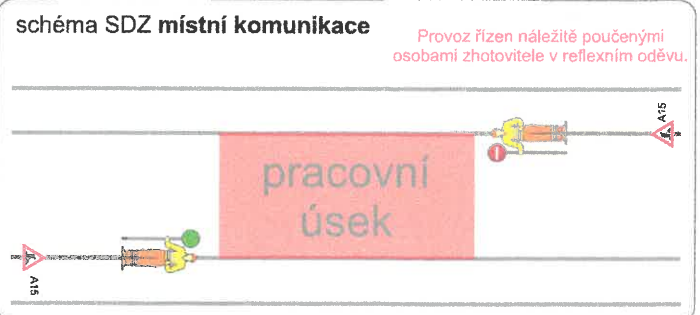 schéma SDZ místní komunikace
Provoz řízen náležitě poučenými
osobami zhotovitele v reflexním oděvu.
A15
pracovní
úsek
A15